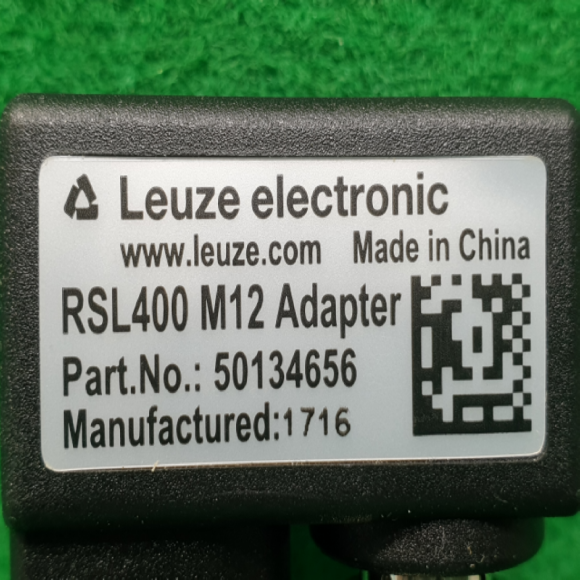 Leuze electronic
www.leuze.com Made in China
RSL400 M12 Adapter
Part.No.: 50134656
Manufactured:1716